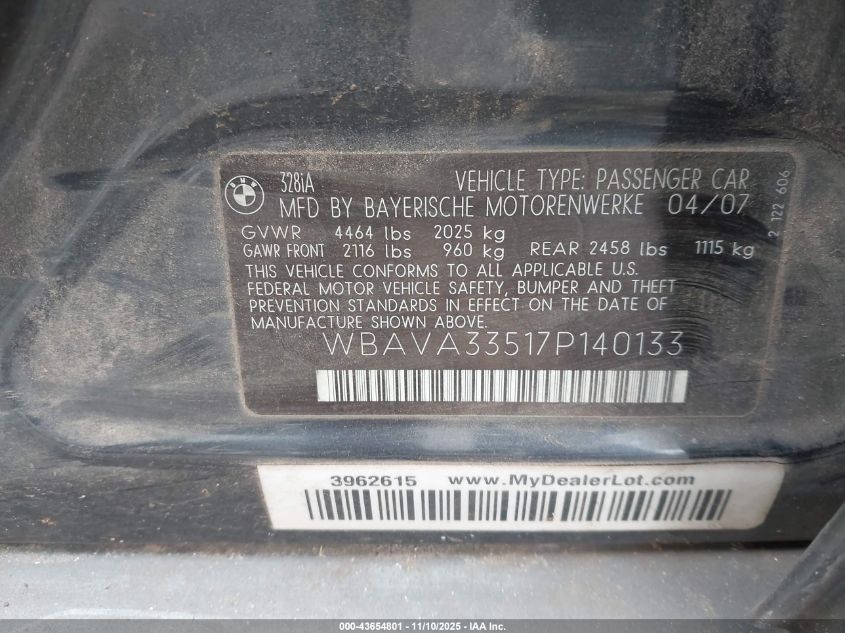 BMW
328iA VEHICLE TYPE: PASSENGER CAR
MFD BY BAYERISCHE MOTORENWERKE 04/07
GVWR 4464 lbs 2025 kg
GAWR FRONT 2116 lbs 960 kg REAR 2458 lbs 1115 kg
THIS VEHICLE CONFORMS TO ALL APPLICABLE U.S.
FEDERAL MOTOR VEHICLE SAFETY, BUMPER AND THEFT
PREVENTION STANDARDS IN EFFECT ON THE DATE OF
MANUFACTURE SHOWN ABOVE.
WBAVA33517P140133
2 122 606
3962615 www.MyDealerLot.com
000-43654801 - 11/10/2025 - IAA Inc.